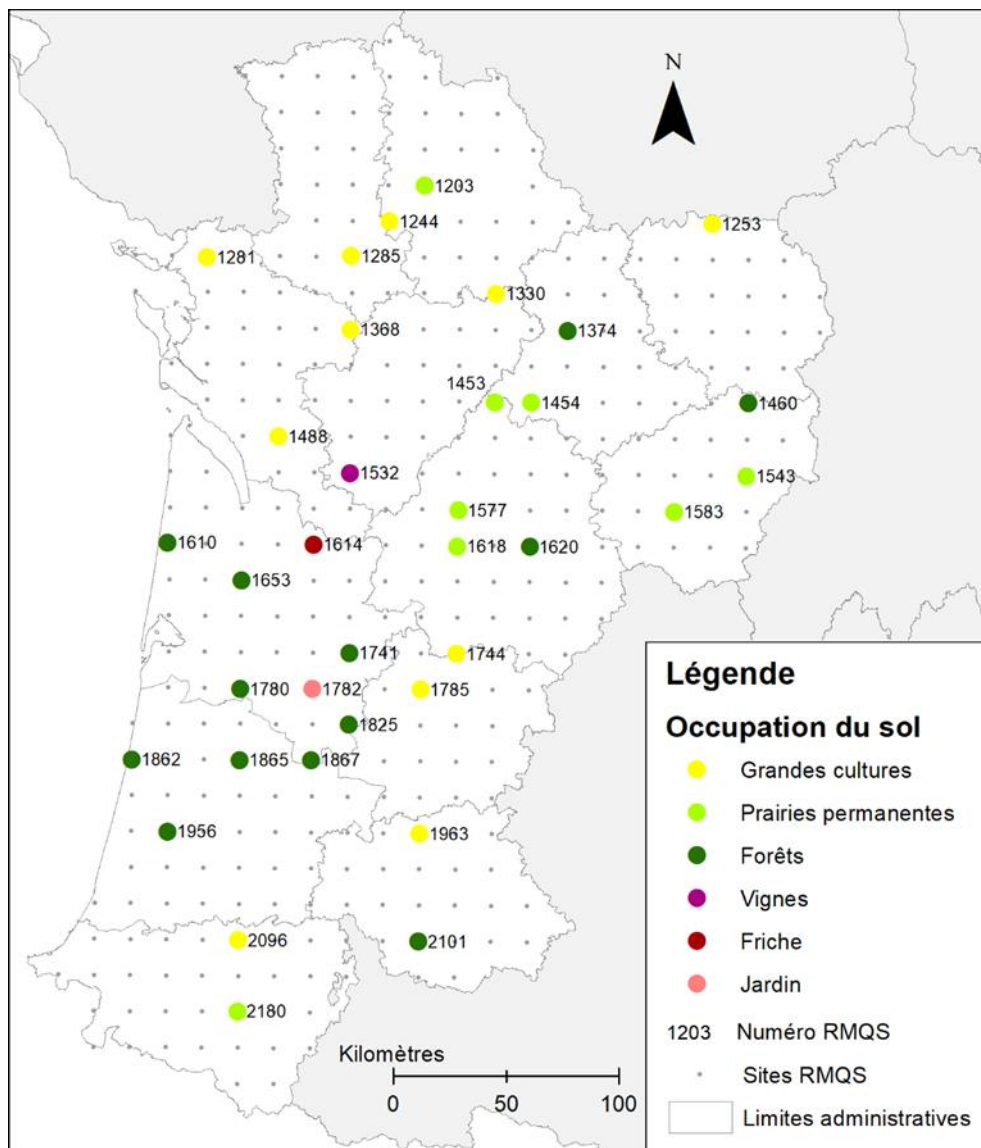 N
1203
1244
1253
1281
1285
1330
1368
1374
1453
1454
1460
1488
1532
1543
1577
1583
1610
1614
1618
1620
1653
1741
1744
1780
1782
1785
1825
1862
1865
1867
1956
1963
2096
2101
2180
Kilomètres
0 50 100
Légende
Occupation du sol
Grandes cultures
Prairies permanentes
Forêts
Vignes
Friche
Jardin
1203 Numéro RMQS
Sites RMQS
Limites administratives